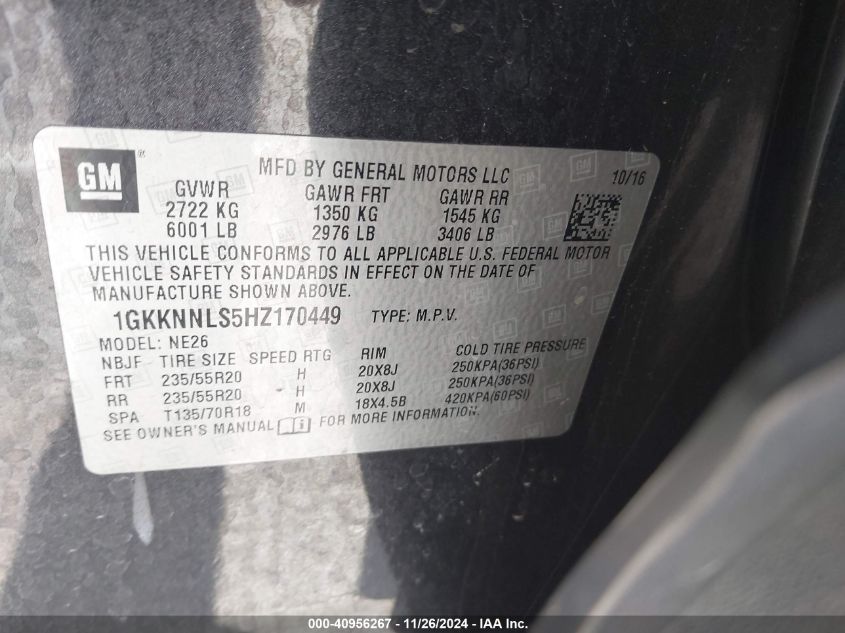 GM
MFD BY GENERAL MOTORS LLC 10/16
GVWR GAWR FRT GAWR RR
2722 KG 1350 KG 1545 KG
6001 LB 2976 LB 3406 LB
THIS VEHICLE CONFORMS TO ALL APPLICABLE U.S. FEDERAL MOTOR
VEHICLE SAFETY STANDARDS IN EFFECT ON THE DATE OF
MANUFACTURE SHOWN ABOVE.
1GKKNNLS5HZ170449 TYPE: M.P.V.
MODEL: NE26
NBJF TIRE SIZE SPEED RTG RIM COLD TIRE PRESSURE
FRT 235/55R20 H 20X8J 250KPA(36PSI)
RR 235/55R20 H 20X8J 250KPA(36PSI)
SPA T135/70R18 M 18X4.5B 420KPA(60PSI)
SEE OWNER'S MANUAL FOR MORE INFORMATION.
000-40956267 - 11/26/2024 - IAAI.COM